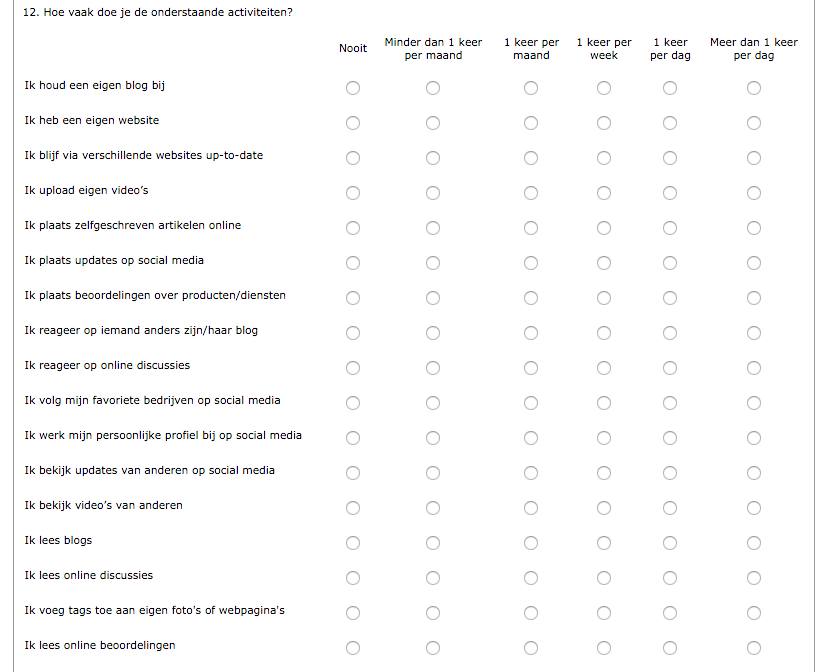 12. Hoe vaak doe je de onderstaande activiteiten?
Nooit
Minder dan 1 keer
per maand
1 keer per
maand
1 keer per
week
1 keer
per dag
Meer dan 1 keer
per dag
Ik houd een eigen blog bij
Ik heb een eigen website
Ik blijf via verschillende websites up-to-date
Ik upload eigen video's
Ik plaats zelfgeschreven artikelen online
Ik plaats updates op social media
Ik plaats beoordelingen over producten/diensten
Ik reageer op iemand anders zijn/haar blog
Ik reageer op online discussies
Ik volg mijn favoriete bedrijven op social media
Ik werk mijn persoonlijke profiel bij op social media
Ik bekijk updates van anderen op social media
Ik bekijk video's van anderen
Ik lees blogs
Ik lees online discussies
Ik voeg tags toe aan eigen foto's of webpagina's
Ik lees online beoordelingen